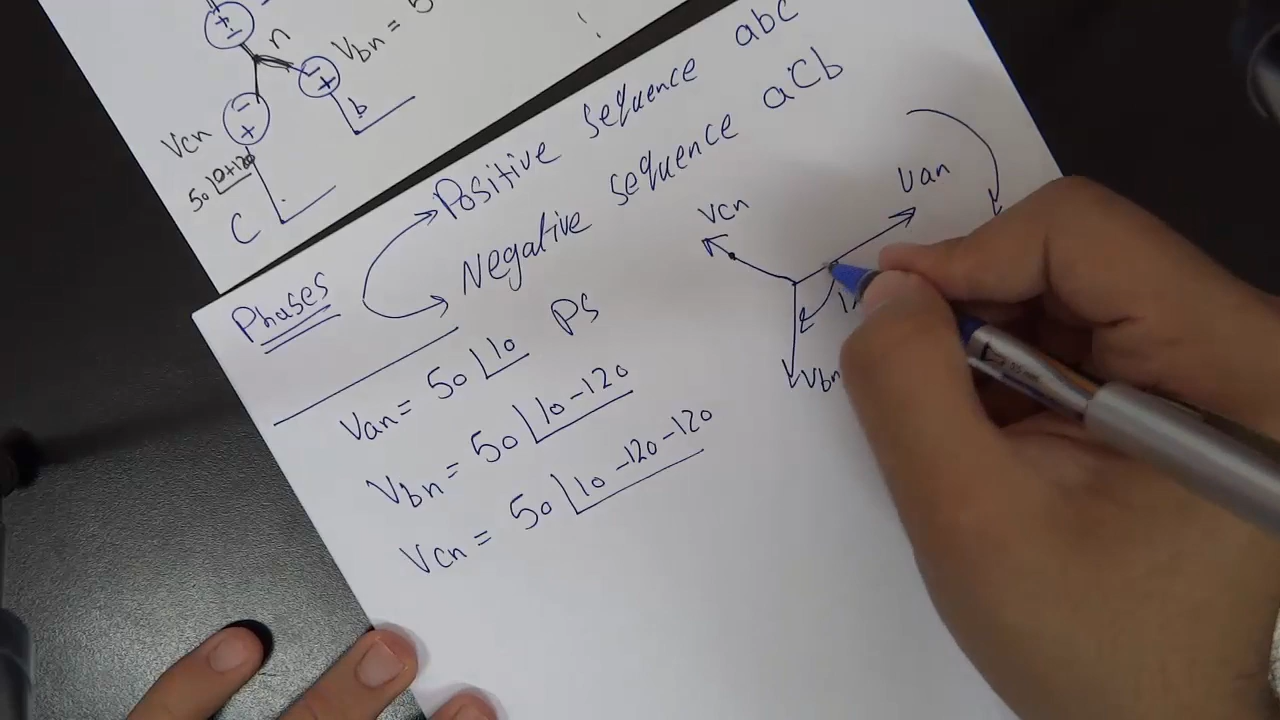 n
Vbn = 5
b
Vcn
50 0+120
C
Phases
Positive sequence abc
Negative sequence aCb
Van = 50 10 PS
Vbn = 50 10-120
Vcn = 50 10-120-120
Van
Vcn
Vbn